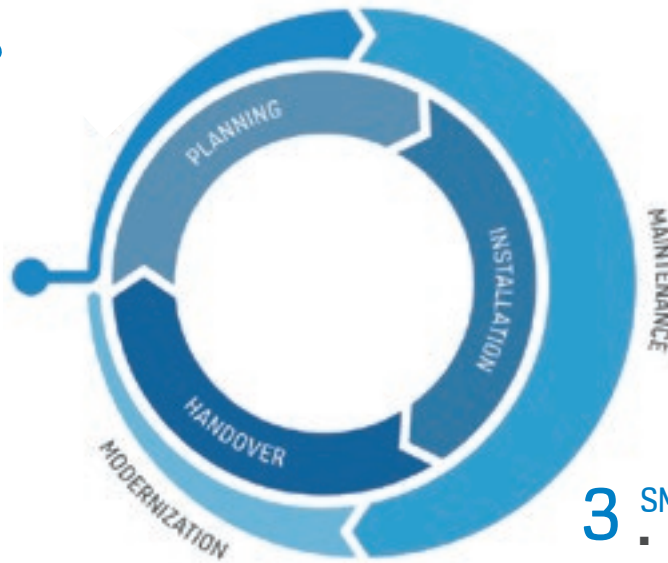 PLANNING
INSTALLATION
MAINTENANCE
HANDOVER
MODERNIZATION
3